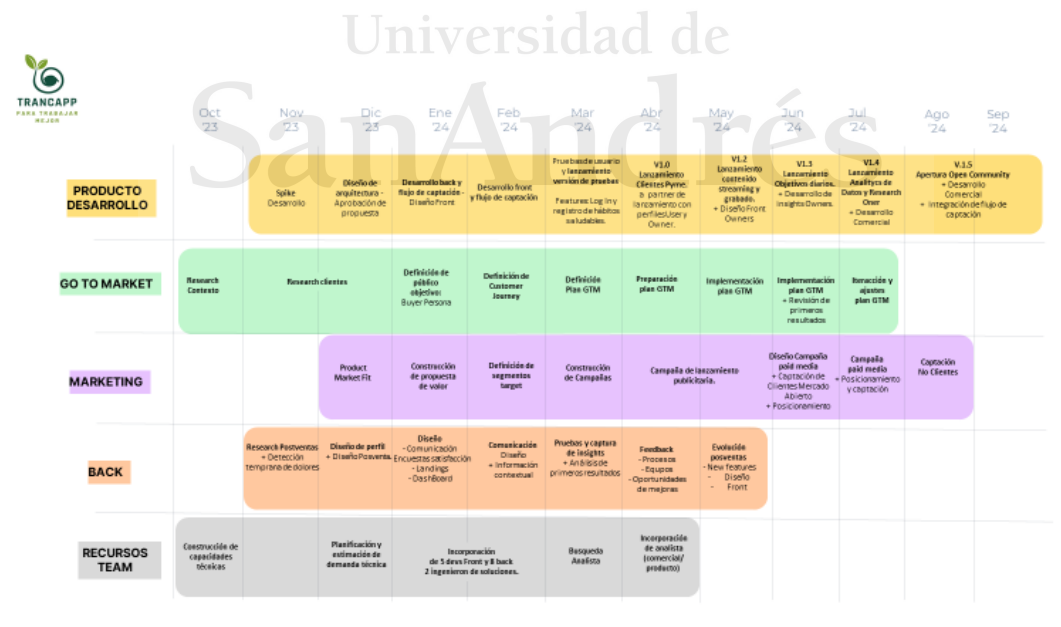 Universidad de
SanAndrés
TRANCAPP
PARA TRABAJAR
MEJOR
Oct
'23
Nov
'23
Dic
'23
Ene
'24
Feb
'24
Mar
'24
Abr
'24
May
'24
Jun
'24
Jul
'24
Ago
'24
Sep
'24
PRODUCTO
DESARROLLO
Spike
Desarrollo
Diseño de
arquitectura -
Aprobación de
propuesta
Desarrollo back y
flujo de captación -
Diseño Front
Desarrollo front
y flujo de captación
Pruebas de usuario
y lanzamiento
versión de pruebas
Features: Log In y
registro de hábitos
saludables.
V1.0
Lanzamiento
Clientes Pyme.
a partner de
lanzamiento con
perfiles User y
Owner.
V1.2
Lanzamiento
contenido
streaming y
grabado.
+ Diseño Front
Owners
V1.3
Lanzamiento
Objetivos diarios.
+ Desarrollo de
Insights Owners.
V1.4
Lanzamiento
Analitycs de
Datos y Research
Oner
+ Desarrollo
Comercial
V.1.5
Apertura Open Community
+ Desarrollo
Comercial
+ Integración de flujo de
captación
GO TO MARKET
Research
Contexto
Research clientes
Definición de
público
objetivo:
Buyer Persona
Definición de
Customer
Journey
Definición
Plan GTM
Preparación
plan GTM
Implementación
plan GTM
Implementación
plan GTM
+ Revisión de
primeros
resultados
Iteracción y
ajustes
plan GTM
MARKETING
Product
Market Fit
Construcción
de propuesta
de valor
Definición de
segmentos
target
Construcción
de Campañas
Campaña de lanzamiento
publicitaria.
Diseño Campaña
paid media
+ Captación de
Clientes Mercado
Abierto
+ Posicionamiento
Campaña
paid media
+ Posicionamiento
y captación
Captación
No Clientes
BACK
Research Postventas
+ Detección
temprana de dolores
Diseño de perfil
+ Diseño Posventa.
Diseño
- Comunicación
Encuestas satisfacción
- Landings
- DashBoard
Comunicación
Diseño
+ Información
contextual
Pruebas y captura
de insights
+ Análisis de
primeros resultados
Feedback
- Procesos
- Equpos
- Oportunidades
de mejoras
Evolución
posventas
- New features
- Diseño
- Front
RECURSOS
TEAM
Construcción de
capacidades
técnicas
Planificación y
estimación de
demanda técnica
Incorporación
de 5 devs Front y 8 back
2 ingenieron de soluciones.
Busqueda
Analista
Incorporación
de analista
(comercial/
producto)